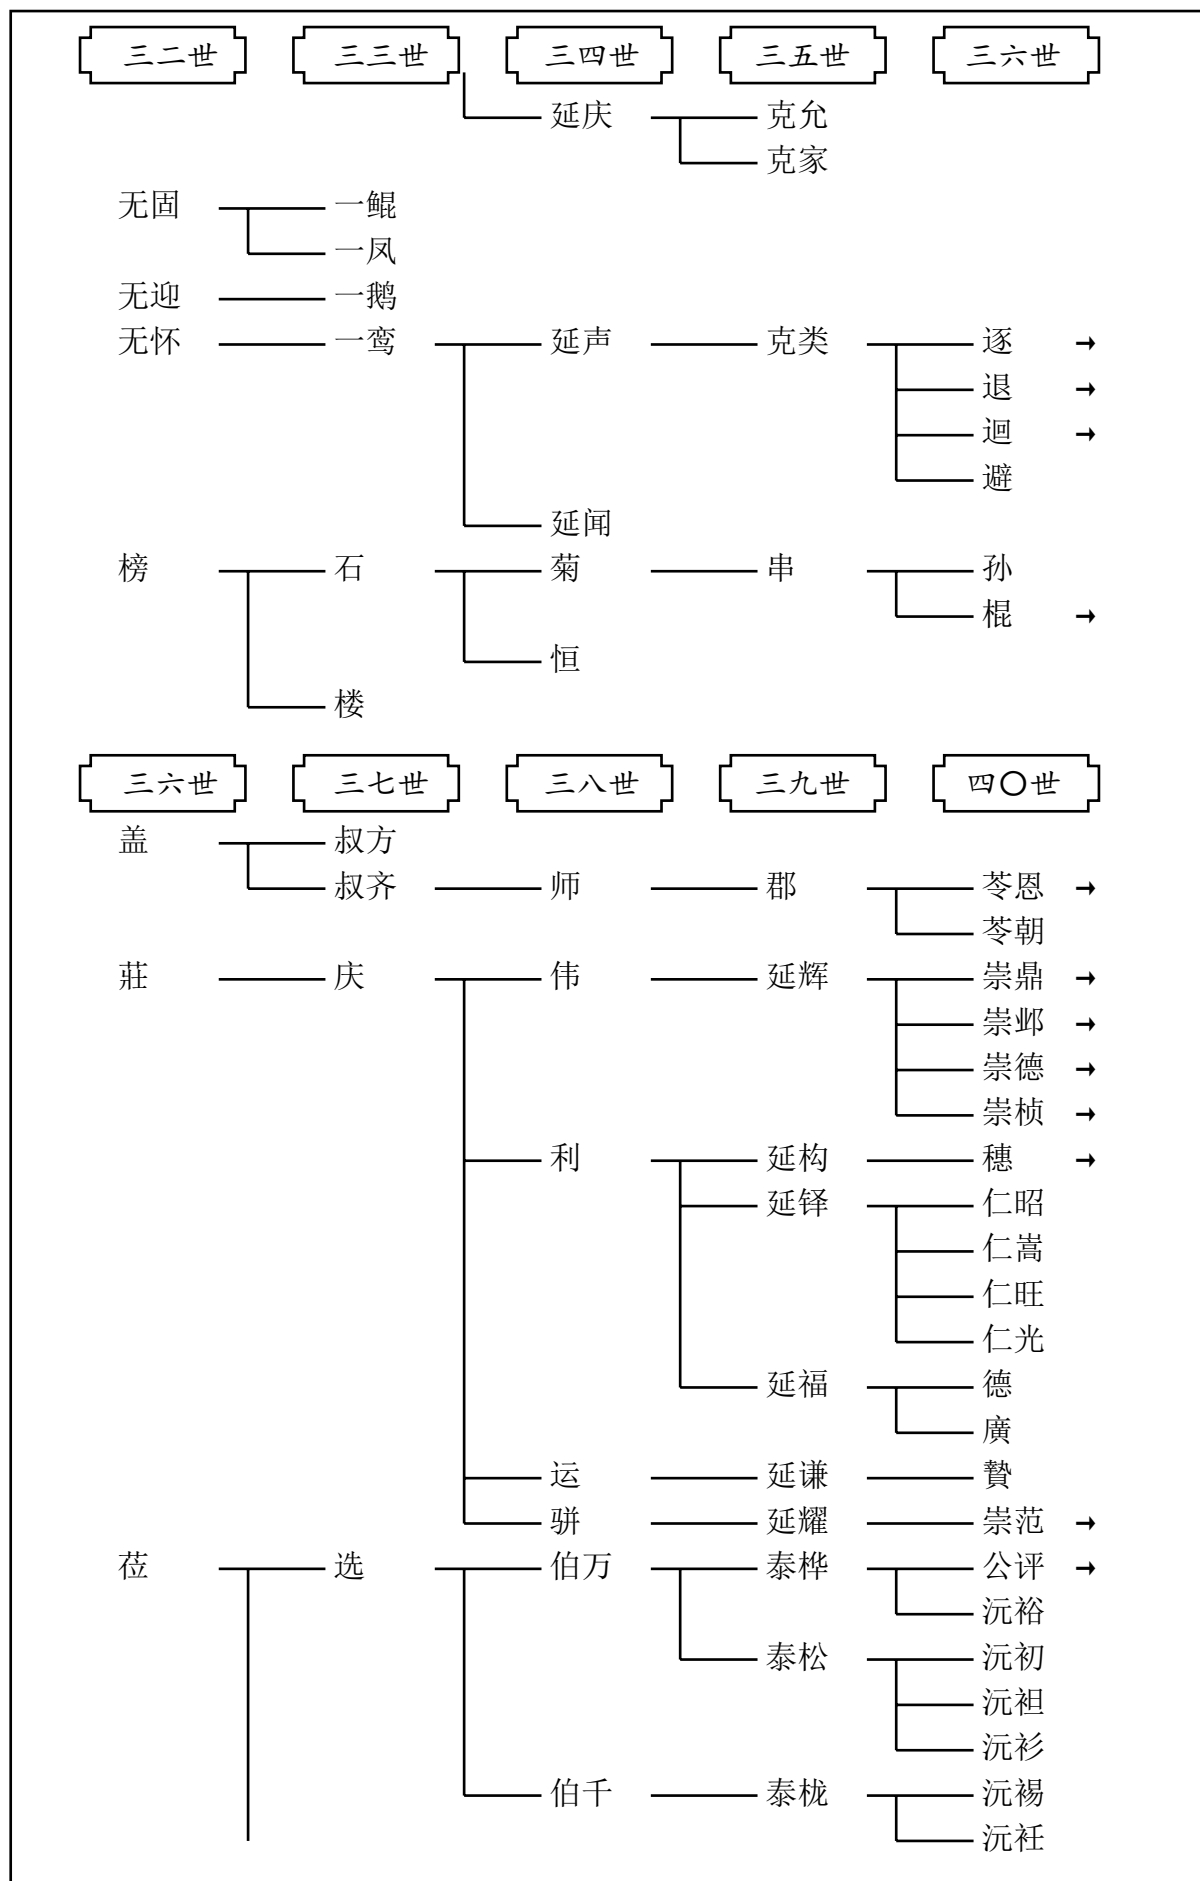 三二世 三三世 三四世 三五世 三六世
延庆 克允
克家
无固 一鲲
一凤
无迎 一鹅
无怀 一鸾 延声 克类 逐 →
退 →
迴 →
避
延闻
榜 石 菊 串 孙
棍 →
恒
楼
三六世 三七世 三八世 三九世 四〇世
盖 叔方
叔齐 师 郡 苓恩 →
苓朝
莊 庆 伟 延辉 崇鼎 →
崇邺 →
崇德 →
崇桢 →
利 延构 穗 →
延铎 仁昭
仁嵩
仁旺
仁光
延福 德
廣
运 延谦 贄
骈 延耀 崇范 →
莅 选 伯万 泰桦 公评 →
沅裕
泰松 沅初
沅袒
沅衫
伯千 泰栊 沅裼
沅衽